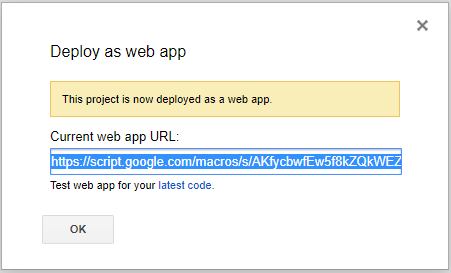 Deploy as web app
This project is now deployed as a web app.
Current web app URL:
https://script.google.com/macros/s/AKfycbwfEw5f8kZQkWEZ
Test web app for your latest code.
OK